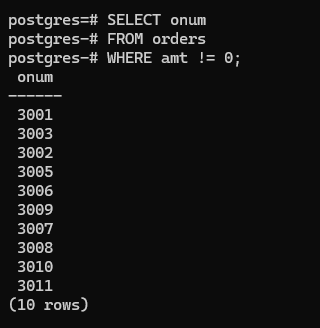 postgres=# SELECT onum
postgres-# FROM orders
postgres-# WHERE amt != 0;
 onum
------
 3001
 3003
 3002
 3005
 3006
 3009
 3007
 3008
 3010
 3011
(10 rows)